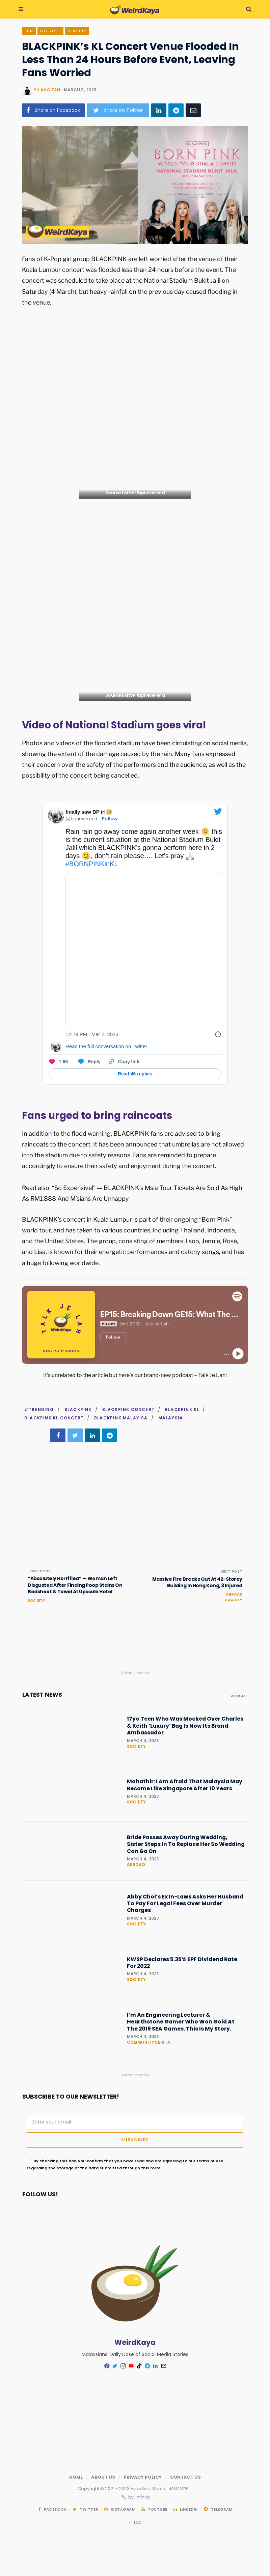 WeirdKaya
FUN LIFESTYLE SOCIETY
BLACKPINK's KL Concert Venue Flooded In
Less Than 24 Hours Before Event, Leaving
Fans Worried
MARCH 3, 2023
Share on Facebook Share on Twitter
BORN PINK
WORLD TOUR KUALA LUMPUR
NATIONAL STADIUM BUKIT JALIL
WeirdKaya
Fans of K-Pop girl group BLACKPINK are left worried after the venue of their
Kuala Lumpur concert was flooded less than 24 hours before the event. The
concert was scheduled to take place at the National Stadium Bukit Jalil on
Saturday (4 March), but heavy rainfall on the previous day caused flooding in
the venue.
Video of National Stadium goes viral
Photos and videos of the flooded stadium have been circulating on social media,
showing the extent of the damage caused by the rain. Many fans expressed
their concern over the safety of the performers and the audience, as well as the
possibility of the concert being cancelled.
finally saw BP irl🥹
@bpneverend · Follow
Rain rain go away come again another week 🫠 this
is the current situation at the National Stadium Bukit
Jalil which BLACKPINK's gonna perform here in 2
days 🥲, don't rain please…. Let's pray 🙏🏻
#BORNPINKinKL
12:29 PM · Mar 2, 2023
Read the full conversation on Twitter
1.6K Reply Copy link
Read 46 replies
Fans urged to bring raincoats
In addition to the flood warning, BLACKPINK fans are advised to bring
raincoats to the concert. It has been announced that umbrellas are not allowed
into the stadium due to safety reasons. Fans are reminded to prepare
accordingly to ensure their safety and enjoyment during the concert.
Read also: "So Expensive!" — BLACKPINK's Msia Tour Tickets Are Sold As High
As RM1,888 And M'sians Are Unhappy
BLACKPINK's concert in Kuala Lumpur is part of their ongoing "Born Pink"
world tour, and has taken them to various countries, including Thailand, Indonesia,
and the United States. The group, consisting of members Jisoo, Jennie, Rosé,
and Lisa, is known for their energetic performances and catchy songs, and has
a huge following worldwide.
EP15: Breaking Down GE15: What The ...
PREVIEW Dec 2022 · Talk Je Lah
Follow
It's unrelated to the article but here's our brand-new podcast – Talk Je Lah!
#TRENDING / BLACKPINK / BLACKPINK CONCERT / BLACKPINK KL /
BLACKPINK KL CONCERT / BLACKPINK MALAYISA / MALAYSIA
PREV POST
"Absolutely Horrified" — Woman Left
Disgusted After Finding Poop Stains On
Bedsheet & Towel At Upscale Hotel
SOCIETY
NEXT POST
Massive Fire Breaks Out At 42-Storey
Building In Hong Kong, 3 Injured
ABROAD
SOCIETY
- Advertisements -
LATEST NEWS
VIEW ALL
17yo Teen Who Was Mocked Over Charles
& Keith 'Luxury' Bag Is Now Its Brand
Ambassador
MARCH 4, 2023
SOCIETY
Mahathir: I Am Afraid That Malaysia May
Become Like Singapore After 10 Years
MARCH 4, 2023
SOCIETY
Bride Passes Away During Wedding,
Sister Steps In To Replace Her So Wedding
Can Go On
MARCH 4, 2023
ABROAD
Abby Choi's Ex In-Laws Asks Her Husband
To Pay For Legal Fees Over Murder
Charges
MARCH 4, 2023
SOCIETY
KWSP Declares 5.35% EPF Dividend Rate
For 2022
MARCH 4, 2023
SOCIETY
I'm An Engineering Lecturer &
Hearthstone Gamer Who Won Gold At
The 2019 SEA Games. This Is My Story.
MARCH 4, 2023
COMMUNITYCERITA
- Advertisements -
SUBSCRIBE TO OUR NEWSLETTER!
Enter your email
SUBSCRIBE
By checking this box, you confirm that you have read and are agreeing to our terms of use
regarding the storage of the data submitted through this form.
FOLLOW US!
WeirdKaya
Malaysians' Daily Dose of Social Media Stories
HOME ABOUT US PRIVACY POLICY CONTACT US
Copyright © 2021 - 2023 Headline Media
by Infinity
FACEBOOK TWITTER INSTAGRAM YOUTUBE LINKEDIN TELEGRAM
Top